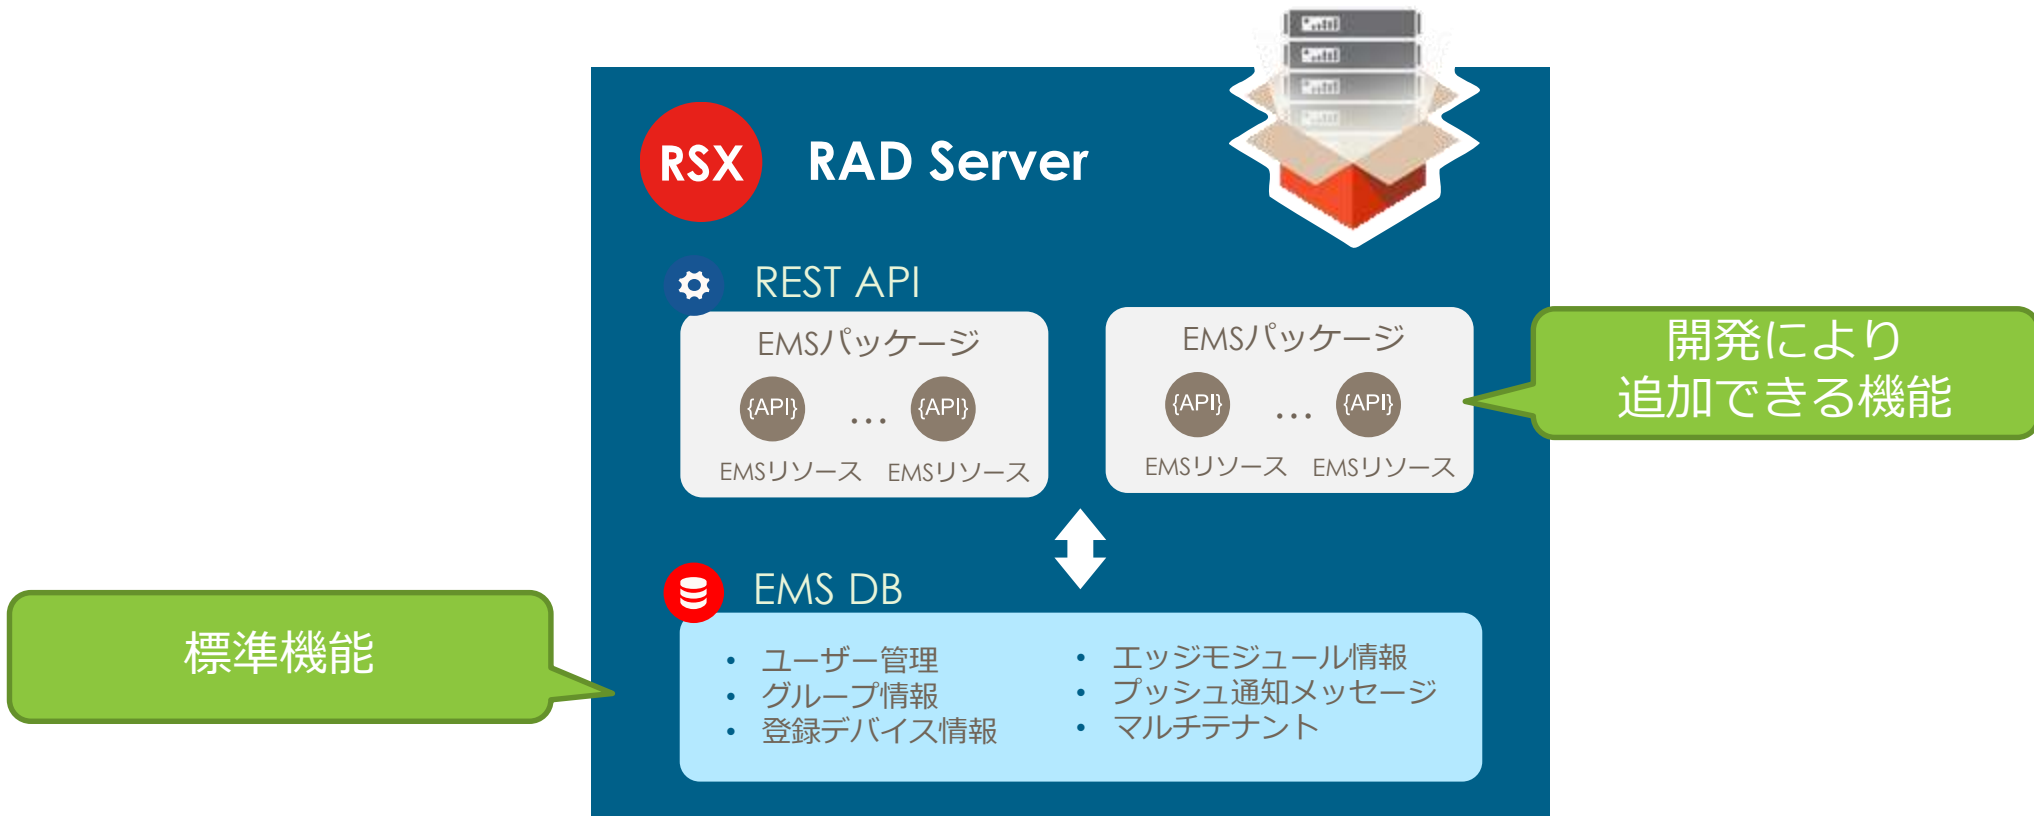 RSX
RAD Server
REST API
EMSパッケージ
{API}
...
{API}
EMSリソース
EMSリソース
EMSパッケージ
{API}
...
{API}
EMSリソース
EMSリソース
開発により
追加できる機能
EMS DB
標準機能
• ユーザー管理
• グループ情報
• 登録デバイス情報
• エッジモジュール情報
• プッシュ通知メッセージ
• マルチテナント